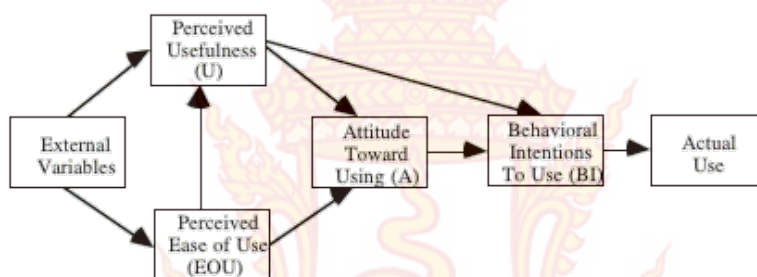 Perceived
Usefulness
(U)
External
Variables
Attitude
Toward
Using (A)
Behavioral
Intentions
To Use (BI)
Actual
Use
Perceived
Ease of Use
(EOU)